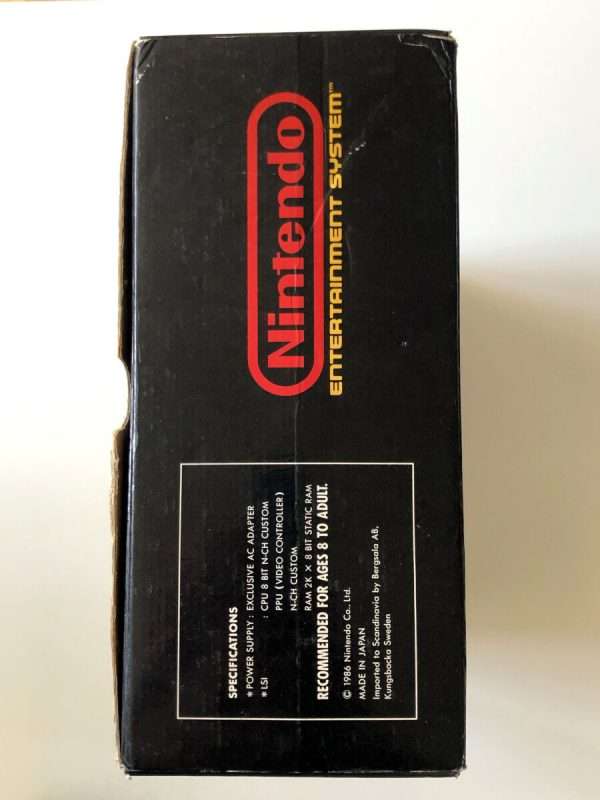 Nintendo
ENTERTAINMENT SYSTEM™
SPECIFICATIONS
* POWER SUPPLY : EXCLUSIVE AC ADAPTER
* LSI : CPU 8 BIT N-CH CUSTOM
PPU (VIDEO CONTROLLER)
N-CH CUSTOM
RAM 2K × 8 BIT STATIC RAM
RECOMMENDED FOR AGES 8 TO ADULT.
© 1986 Nintendo Co., Ltd.
MADE IN JAPAN
Imported to Scandinavia by Bergsala AB,
Kungsbacka Sweden